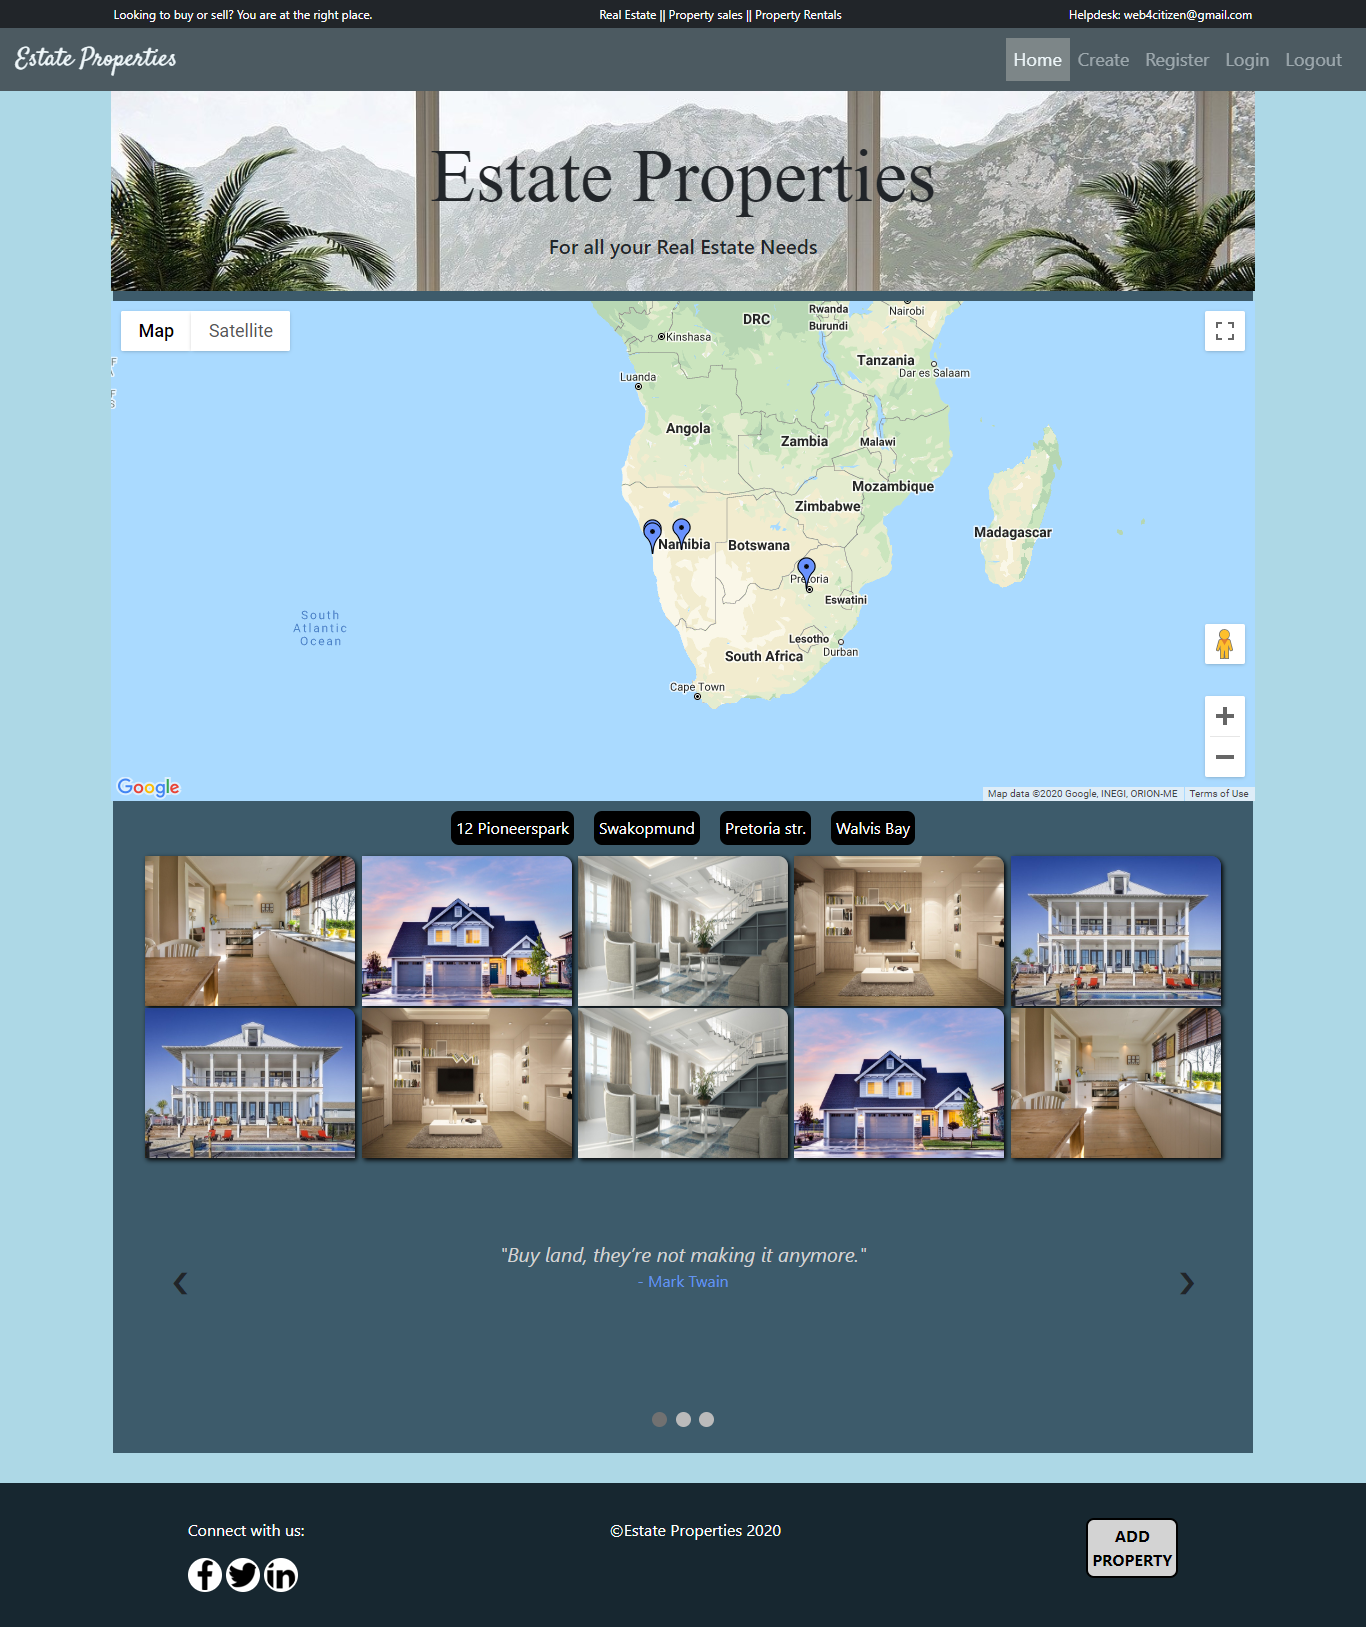 Looking to buy or sell? You are at the right place.
Real Estate || Property sales || Property Rentals
Helpdesk: web4citizen@gmail.com
Estate Properties
Home
Create
Register
Login
Logout
Estate Properties
For all your Real Estate Needs
Map
Satellite
DRC
Rwanda
Burundi
Nairobi
Kinshasa
Tanzania
Dar es Salaam
Luanda
Angola
Zambia
Malawi
Mozambique
Zimbabwe
Madagascar
Namibia
Botswana
Pretoria
Eswatini
South
Atlantic
Ocean
Lesotho
Durban
South Africa
Cape Town
Google
Map data ©2020 Google, INEGI, ORION-ME
Terms of Use
12 Pioneerspark
Swakopmund
Pretoria str.
Walvis Bay
"Buy land, they’re not making it anymore."
- Mark Twain
❮
❯
Connect with us:
©Estate Properties 2020
ADD
PROPERTY